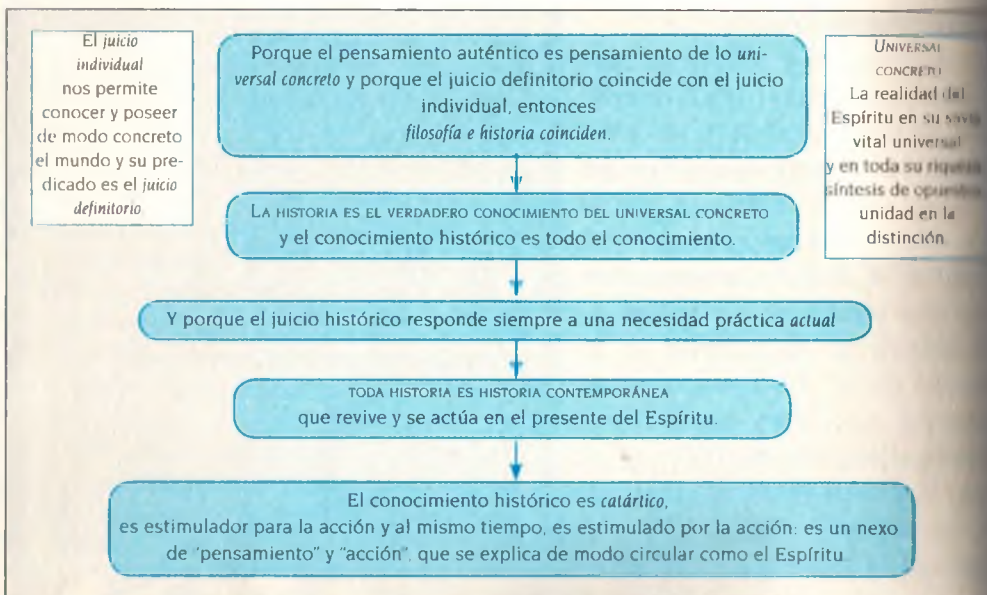 El juicio
individual
nos permite
conocer y poseer
de modo concreto
el mundo y su pre-
dicado es el juicio
definitorio
Porque el pensamiento auténtico es pensamiento de lo uni-
versal concreto y porque el juicio definitorio coincide con el juicio
individual, entonces
filosofía e historia coinciden.
UNIVERSAL
CONCRETO
La realidad del
Espíritu en su savia
vital universal
y en toda su riqueza
síntesis de opuestos
unidad en la
distinción
LA HISTORIA ES EL VERDADERO CONOCIMIENTO DEL UNIVERSAL CONCRETO
y el conocimiento histórico es todo el conocimiento.
Y porque el juicio histórico responde siempre a una necesidad práctica actual
TODA HISTORIA ES HISTORIA CONTEMPORÁNEA
que revive y se actúa en el presente del Espíritu.
El conocimiento histórico es catártico,
es estimulador para la acción y al mismo tiempo, es estimulado por la acción: es un nexo
de "pensamiento" y "acción", que se explica de modo circular como el Espíritu.